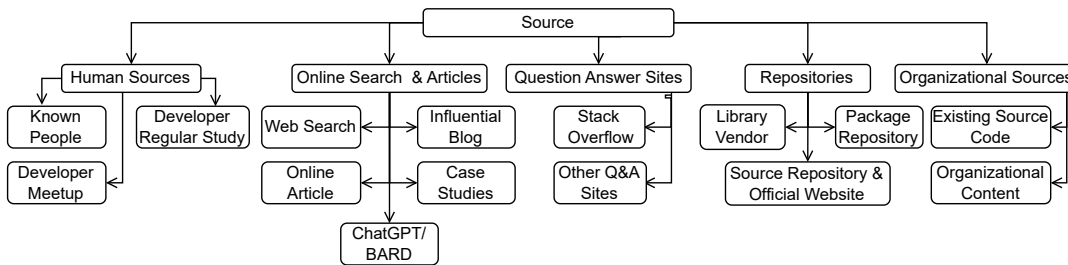 Source
Human Sources
Online Search & Articles
Question Answer Sites
Repositories
Organizational Sources
Known
People
Developer
Regular Study
Web Search
Influential
Blog
Stack
Overflow
Library
Vendor
Package
Repository
Existing Source
Code
Developer
Meetup
Online
Article
Case
Studies
Other Q&A
Sites
Source Repository &
Official Website
Organizational
Content
ChatGPT/
BARD